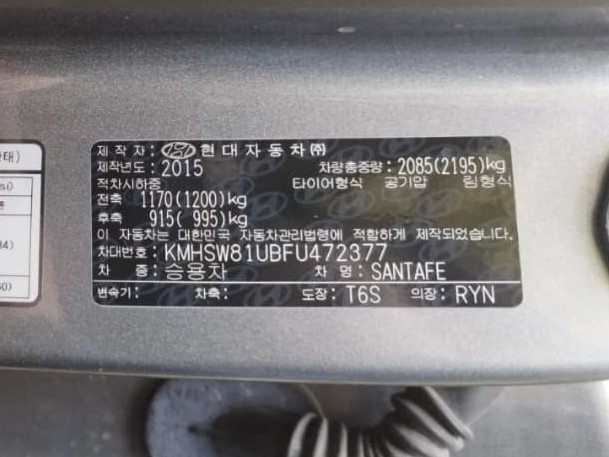 제 작 자 : 현대자동차㈜
제작년도 : 2015 차량총중량 : 2085(2195)kg
적차시하중 타이어형식 공기압 림형식
전축 1170(1200)kg
후축 915( 995)kg
이 자동차는 대한민국 자동차관리법령에 적합하게 제작되었습니다.
차대번호 : KMHSW81UBFU472377
차 종 : 승용차 차 명 : SANTAFE
변속기 : 차축 : 도장 : T6S 의장 : RYN